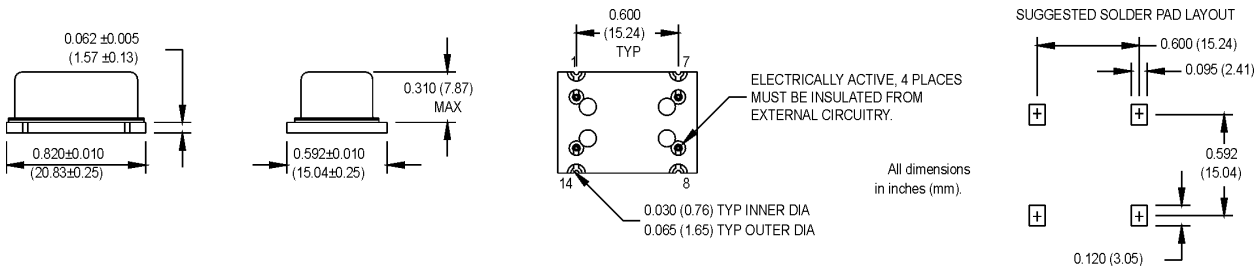 0.062 ±0.005
(1.57 ±0.13)
0.820±0.010
(20.83±0.25)
0.310 (7.87)
MAX
0.592±0.010
(15.04±0.25)
0.600
(15.24)
TYP
1
7
14
8
ELECTRICALLY ACTIVE, 4 PLACES
MUST BE INSULATED FROM
EXTERNAL CIRCUITRY.
0.030 (0.76) TYP INNER DIA
0.065 (1.65) TYP OUTER DIA
All dimensions
in inches (mm).
SUGGESTED SOLDER PAD LAYOUT
0.600 (15.24)
0.095 (2.41)
0.592
(15.04)
0.120 (3.05)